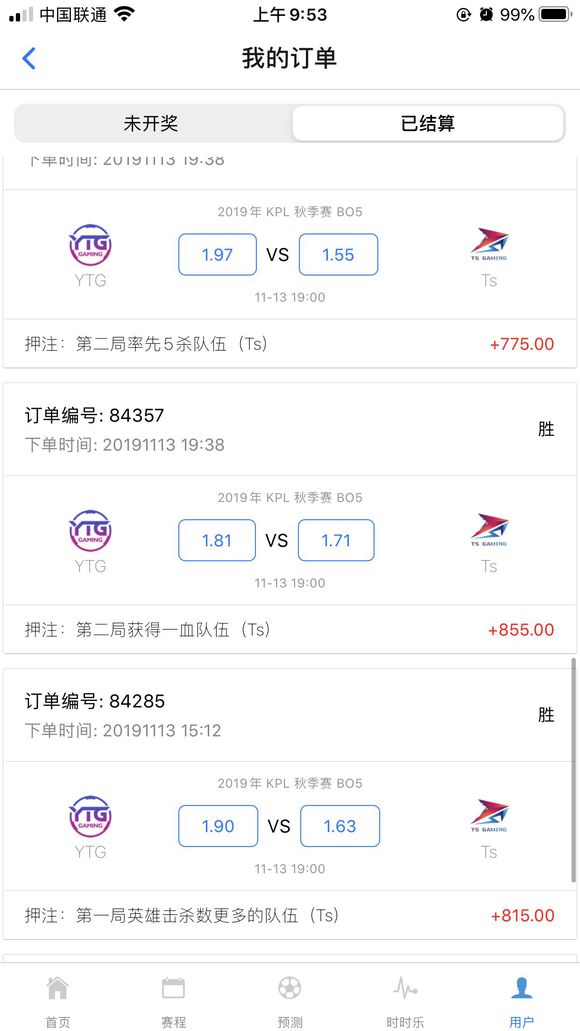 中国联通 上午9:53 99%
我的订单
未开奖 已结算
下单时间: 20191113 19:38
2019年 KPL 秋季赛 BO5
YTG GAMING 1.97 VS 1.55 TS GAMING
YTG Ts
11-13 19:00
押注：第二局率先5杀队伍（Ts） +775.00
订单编号: 84357
胜
下单时间: 20191113 19:38
2019年 KPL 秋季赛 BO5
YTG GAMING 1.81 VS 1.71 TS GAMING
YTG Ts
11-13 19:00
押注：第二局获得一血队伍（Ts） +855.00
订单编号: 84285
胜
下单时间: 20191113 15:12
2019年 KPL 秋季赛 BO5
YTG GAMING 1.90 VS 1.63 TS GAMING
YTG Ts
11-13 19:00
押注：第一局英雄击杀数更多的队伍（Ts） +815.00
首页 赛程 预测 时时乐 用户